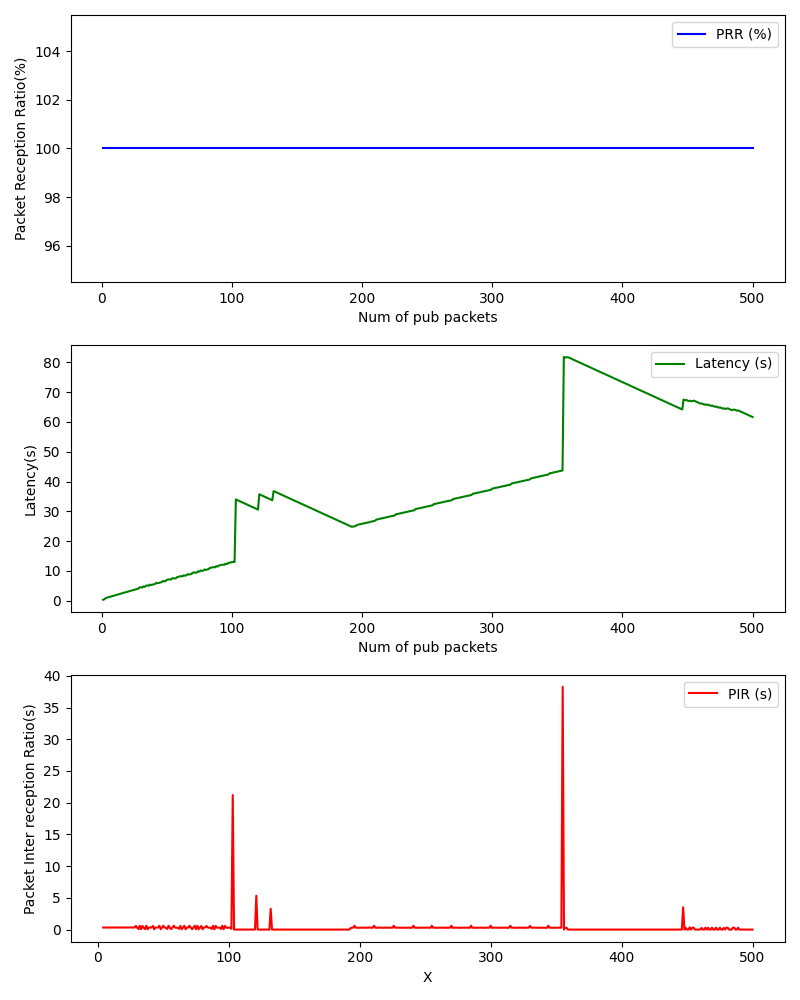 PRR (%)
Packet Reception Ratio(%)
104
102
100
98
96
0 100 200 300 400 500
Num of pub packets
Latency (s)
Latency(s)
80
70
60
50
40
30
20
10
0
0 100 200 300 400 500
Num of pub packets
PIR (s)
Packet Inter reception Ratio(s)
40
35
30
25
20
15
10
5
0
0 100 200 300 400 500
X